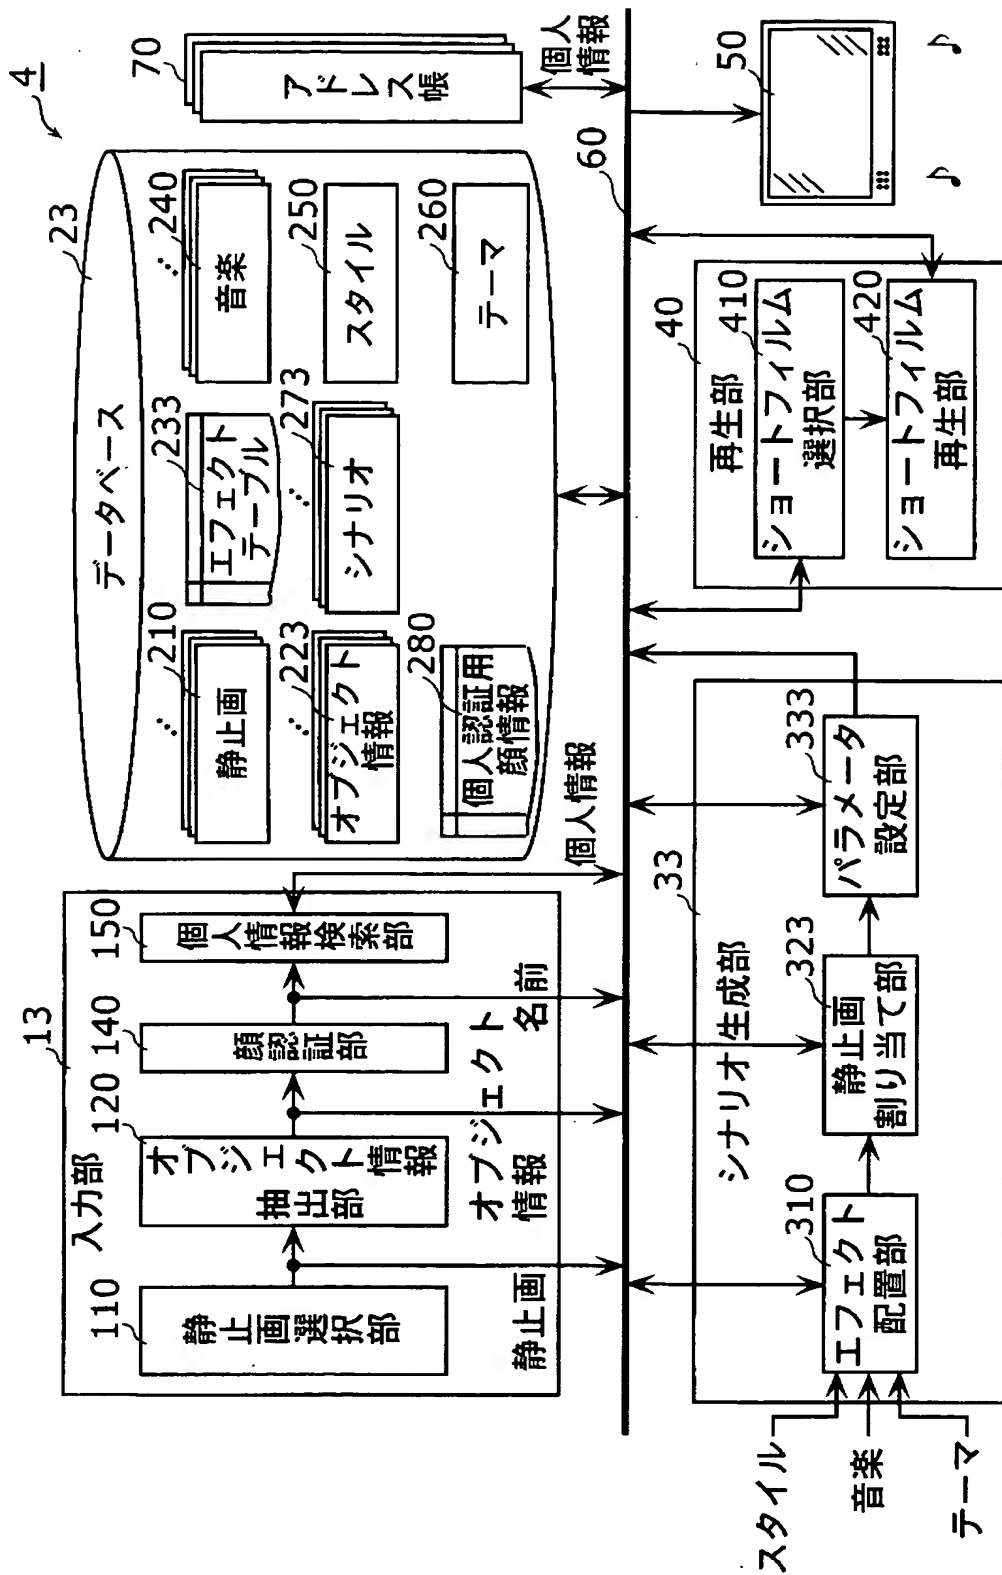 4
入力部
13
110
静止画選択部
120
オブジェクト情報
抽出部
140
顔認証部
150
個人情報検索部
静止画
オブジェクト
情報
名前
個人情報
データベース
23
210
静止画
233
エフェクト
テーブル
240
音楽
223
オブジェクト
情報
273
シナリオ
250
スタイル
280
個人認証用
顔情報
260
テーマ
70
アドレス帳
個人
情報
60
シナリオ生成部
33
スタイル
音楽
テーマ
310
エフェクト
配置部
323
静止画
割り当て部
333
パラメータ
設定部
再生部
40
410
ショートフィルム
選択部
420
ショートフィルム
再生部
50